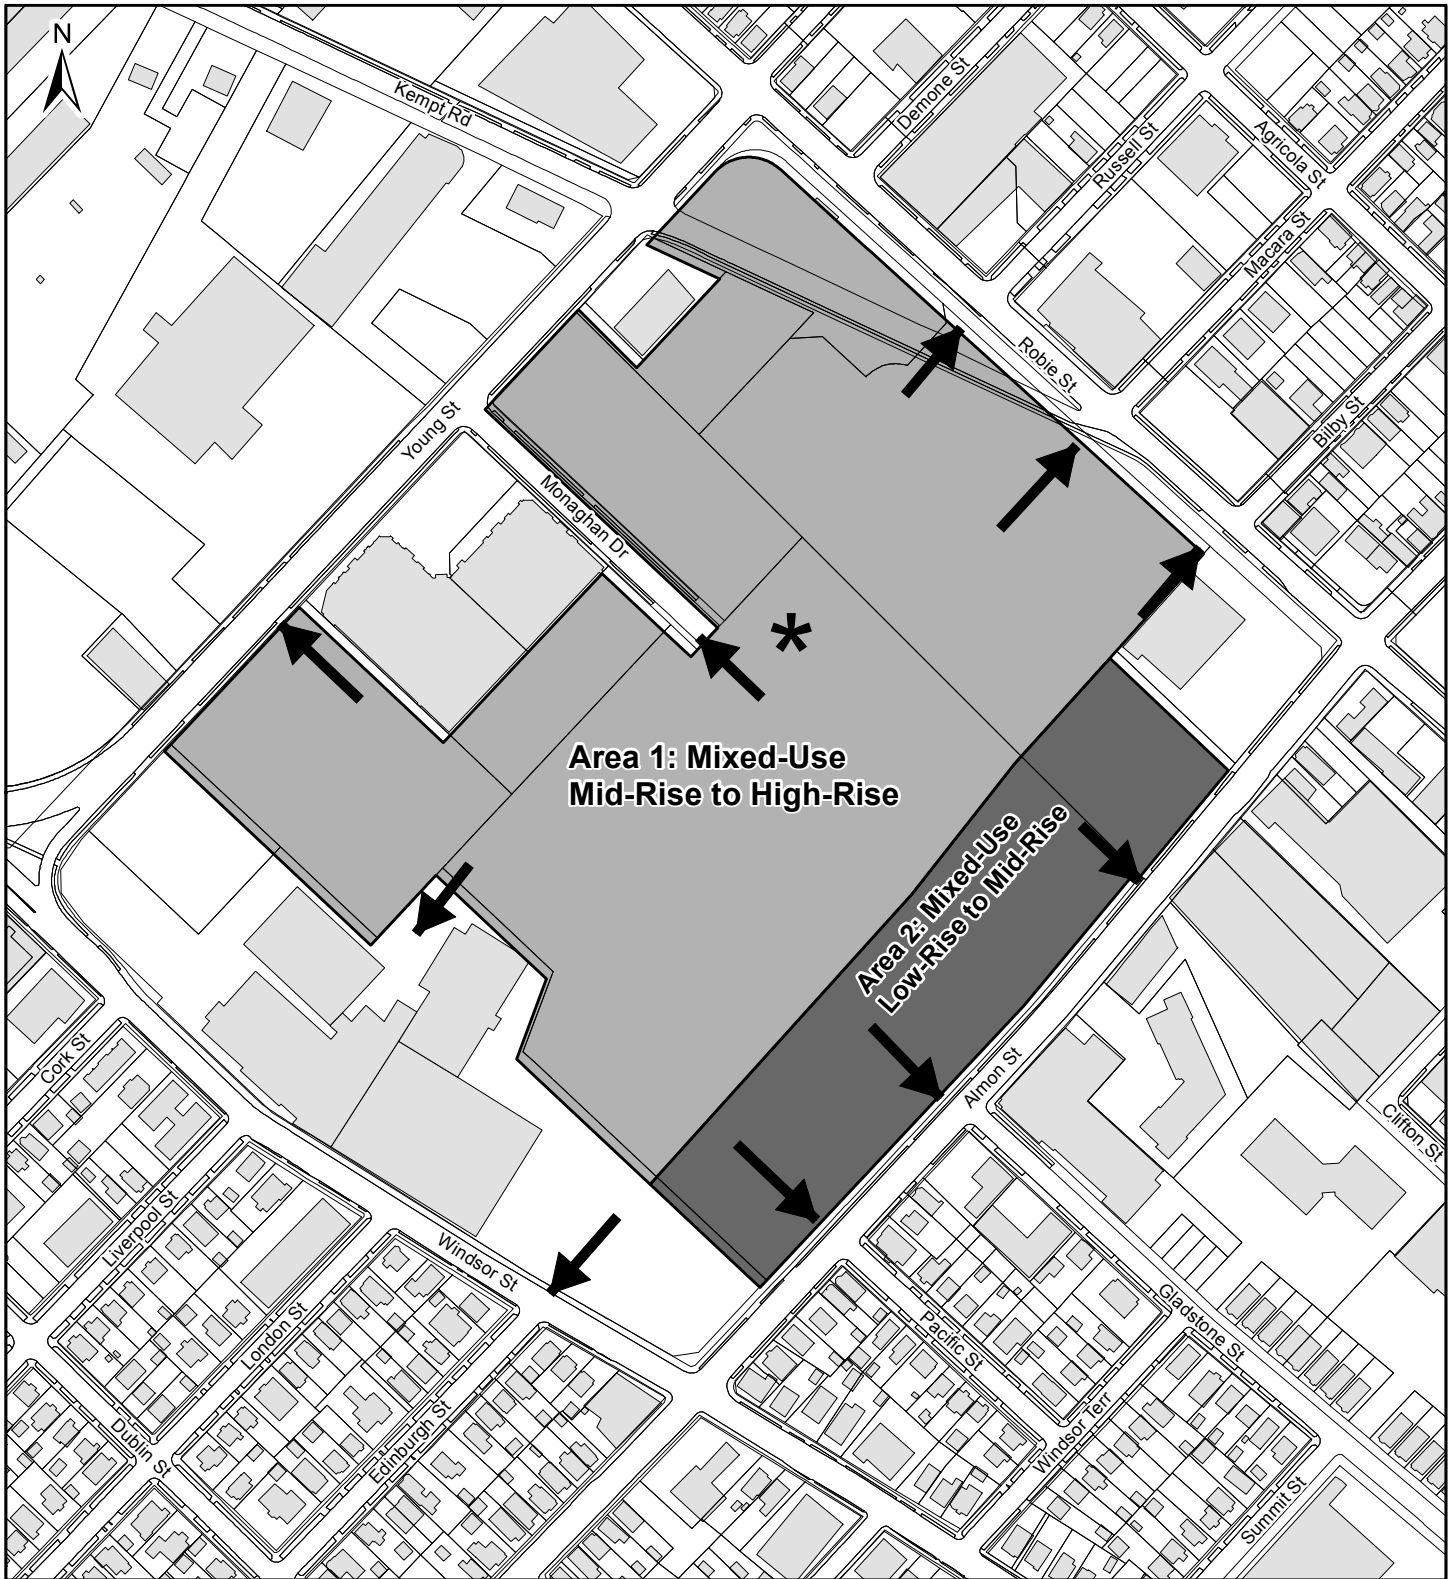 N
Kempt Rd
Demone St
Agricola St
Russell St
Macara St
Robie St
Bilby St
Young St
Monaghan Dr
*
Area 1: Mixed-Use
Mid-Rise to High-Rise
Area 2: Mixed-Use
Low-Rise to Mid-Rise
Almon St
Cork St
Clifton St
Liverpool St
Windsor St
London St
Gladstone St
Pacific St
Edinburgh St
Dublin St
Windsor Terr
Summit St